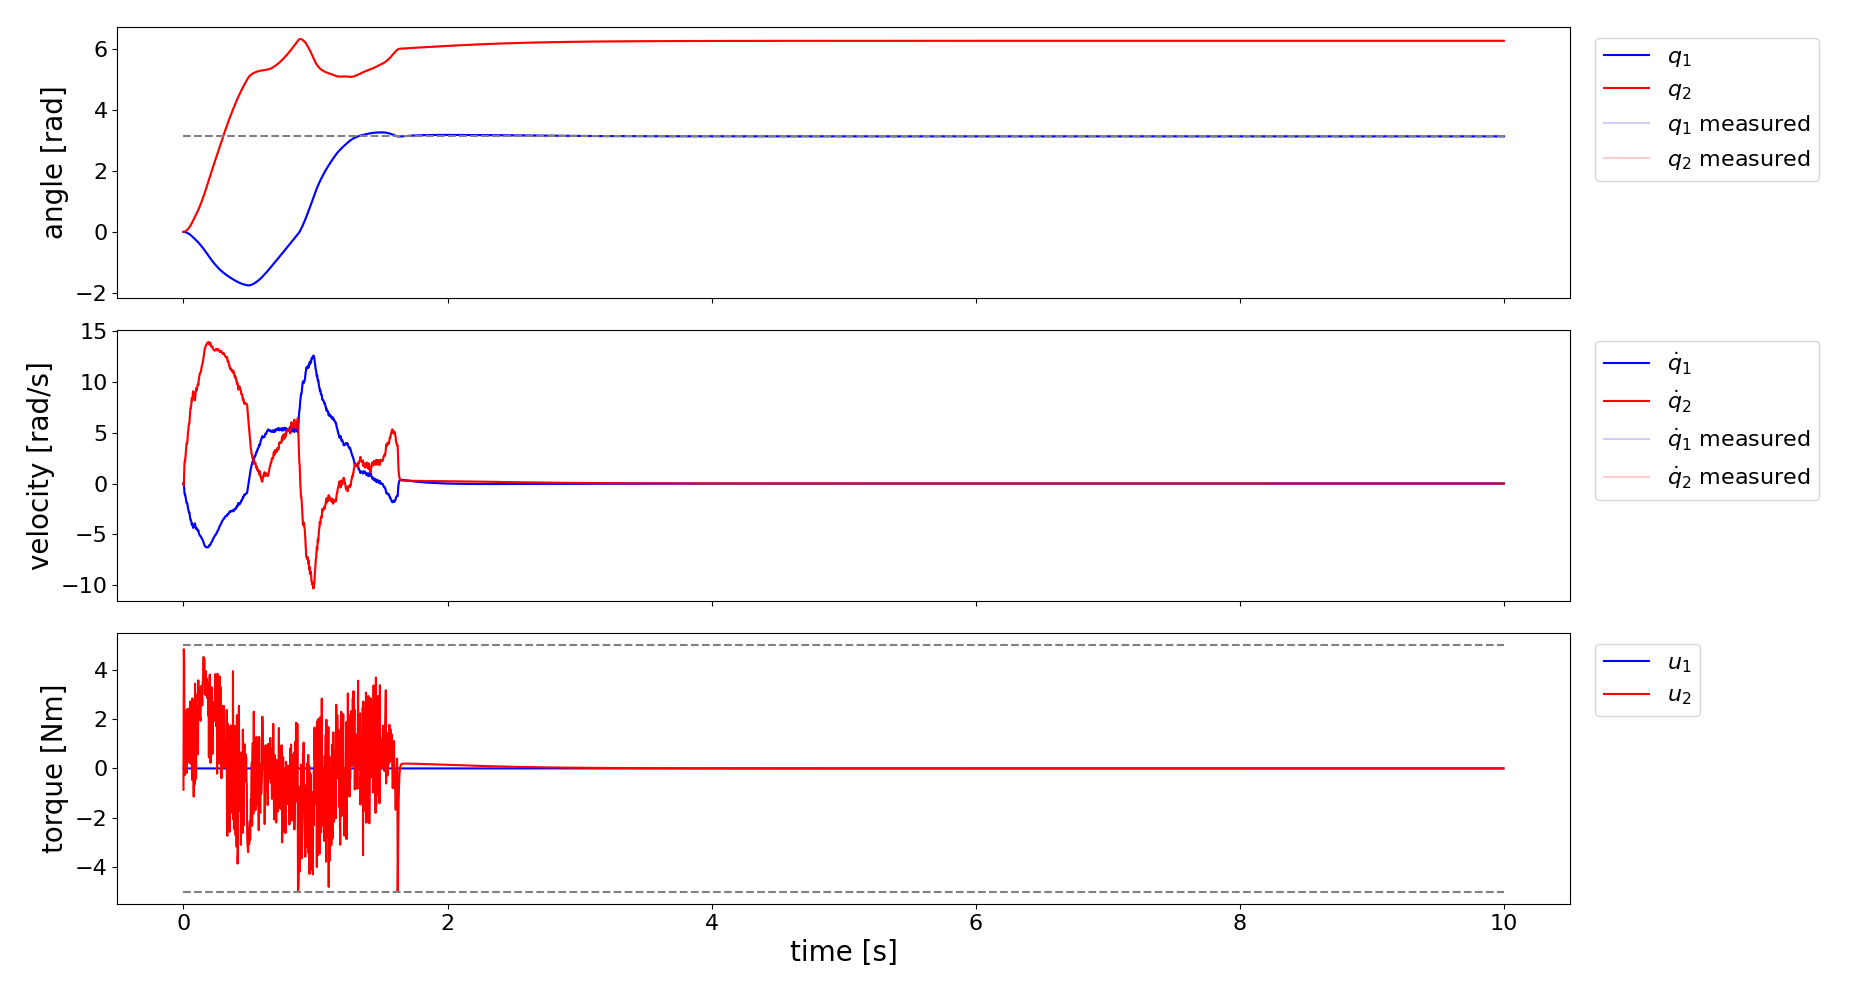 angle [rad]
6
4
2
0
−2
q₁
q₂
q₁ measured
q₂ measured
velocity [rad/s]
15
10
5
0
−5
−10
q̇₁
q̇₂
q̇₁ measured
q̇₂ measured
torque [Nm]
4
2
0
−2
−4
u₁
u₂
0 2 4 6 8 10
time [s]